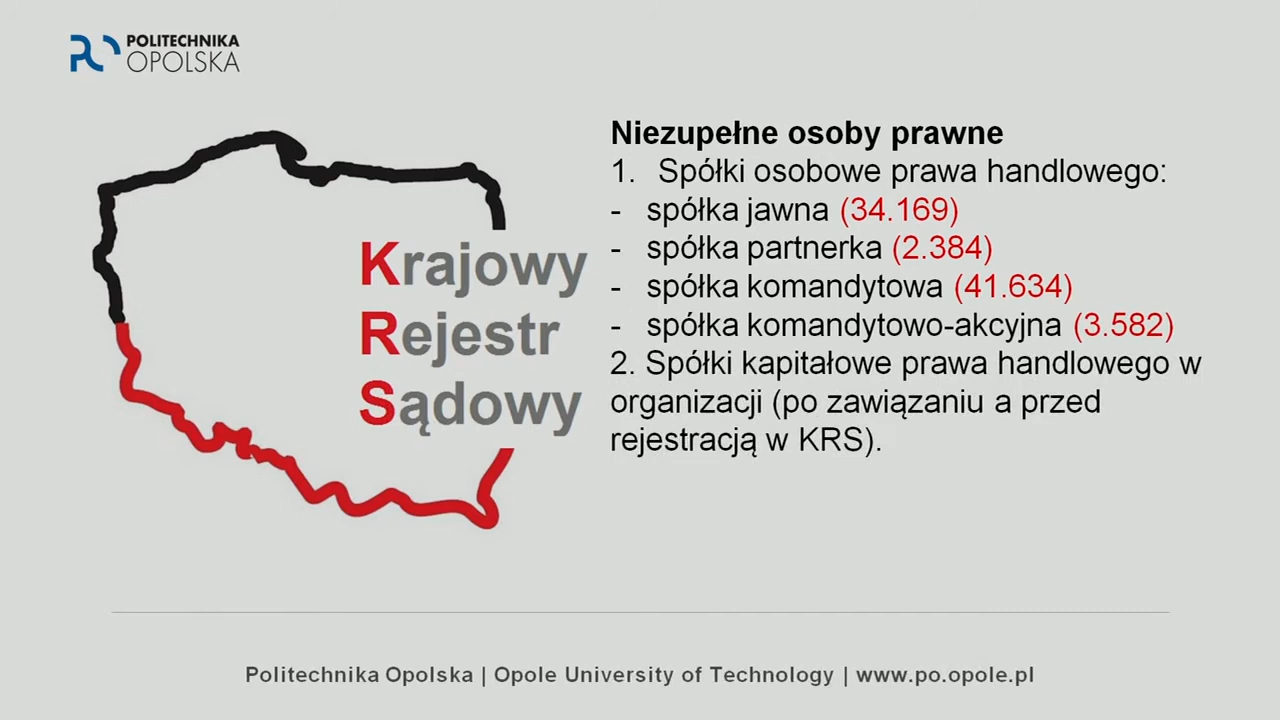 POLITECHNIKA
OPOLSKA
Krajowy
Rejestr
Sądowy
Niezupełne osoby prawne
1. Spółki osobowe prawa handlowego:
- spółka jawna (34.169)
- spółka partnerka (2.384)
- spółka komandytowa (41.634)
- spółka komandytowo-akcyjna (3.582)
2. Spółki kapitałowe prawa handlowego w
organizacji (po zawiązaniu a przed
rejestracją w KRS).
Politechnika Opolska | Opole University of Technology | www.po.opole.pl